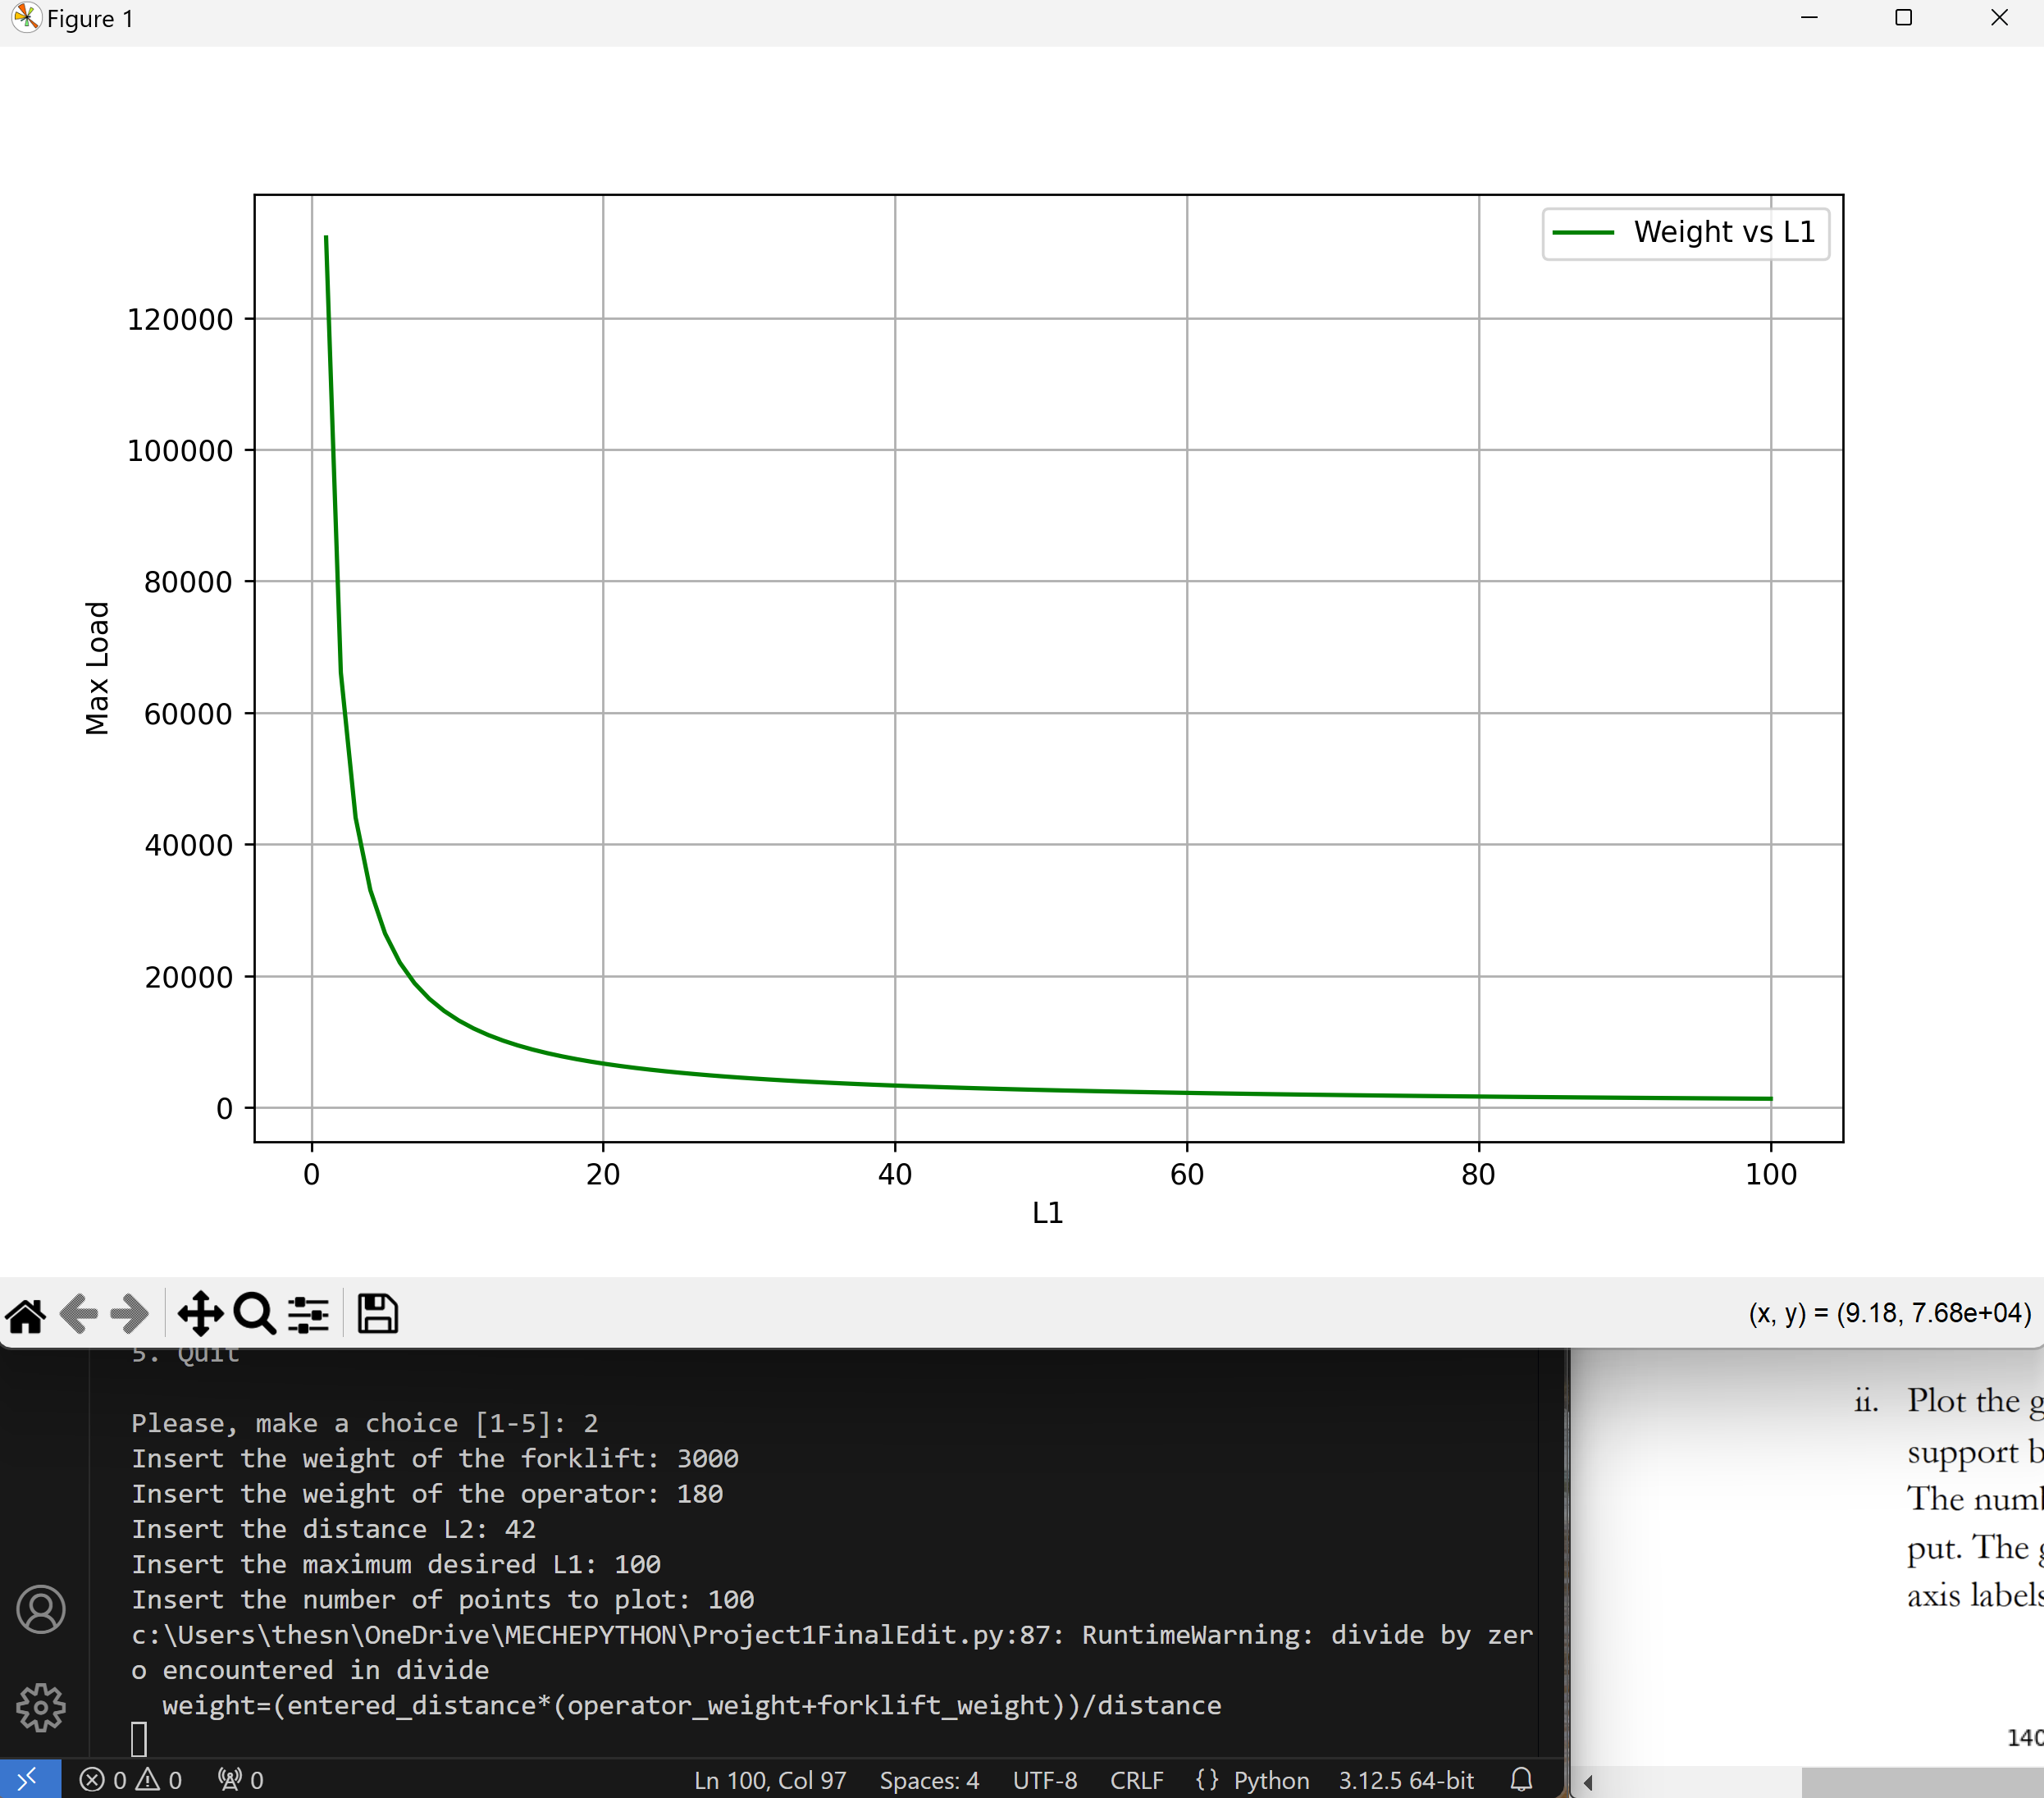 Figure 1
Weight vs L1
120000
100000
80000
60000
40000
20000
0
Max Load
0 20 40 60 80 100
L1
(x, y) = (9.18, 7.68e+04)
5. Quit
Please, make a choice [1-5]: 2
Insert the weight of the forklift: 3000
Insert the weight of the operator: 180
Insert the distance L2: 42
Insert the maximum desired L1: 100
Insert the number of points to plot: 100
c:\Users\thesn\OneDrive\MECHEPYTHON\Project1FinalEdit.py:87: RuntimeWarning: divide by zer
o encountered in divide
weight=(entered_distance*(operator_weight+forklift_weight))/distance
ii. Plot the g
support b
The num
put. The g
axis labels
140
0 0 0 Ln 100, Col 97 Spaces: 4 UTF-8 CRLF {} Python 3.12.5 64-bit